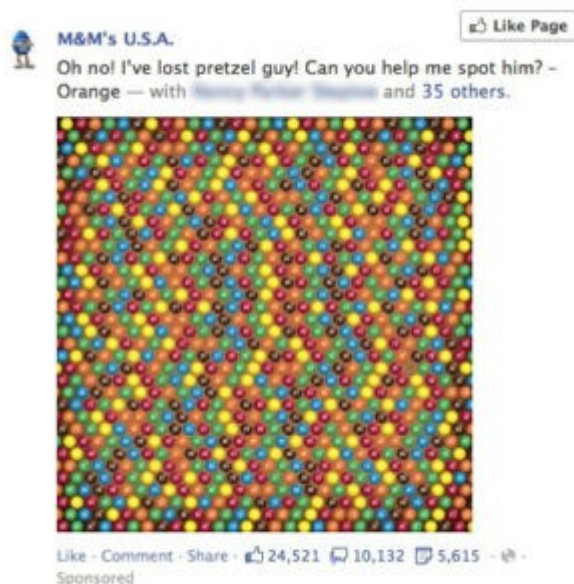 Like Page
M&M's U.S.A.
Oh no! I've lost pretzel guy! Can you help me spot him? –
Orange — with and 35 others.
Like · Comment · Share · 24,521 10,132 5,615 · ·
Sponsored